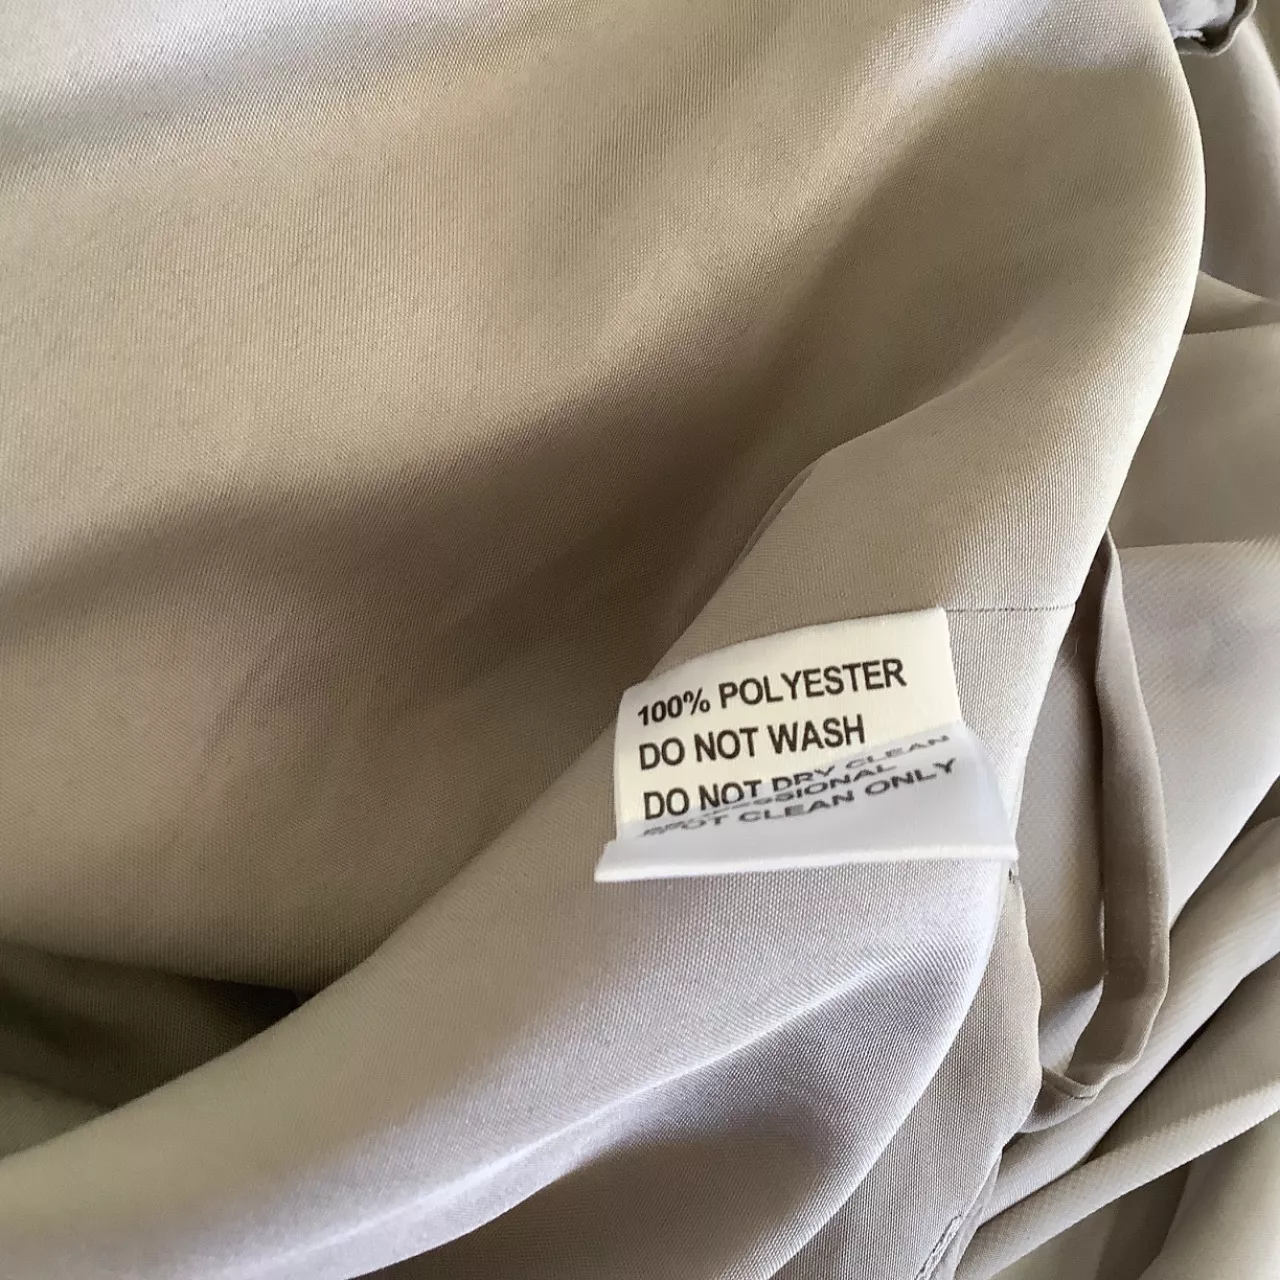 100% POLYESTER
DO NOT WASH
DO NOT DRY CLEAN
SPOT CLEAN ONLY